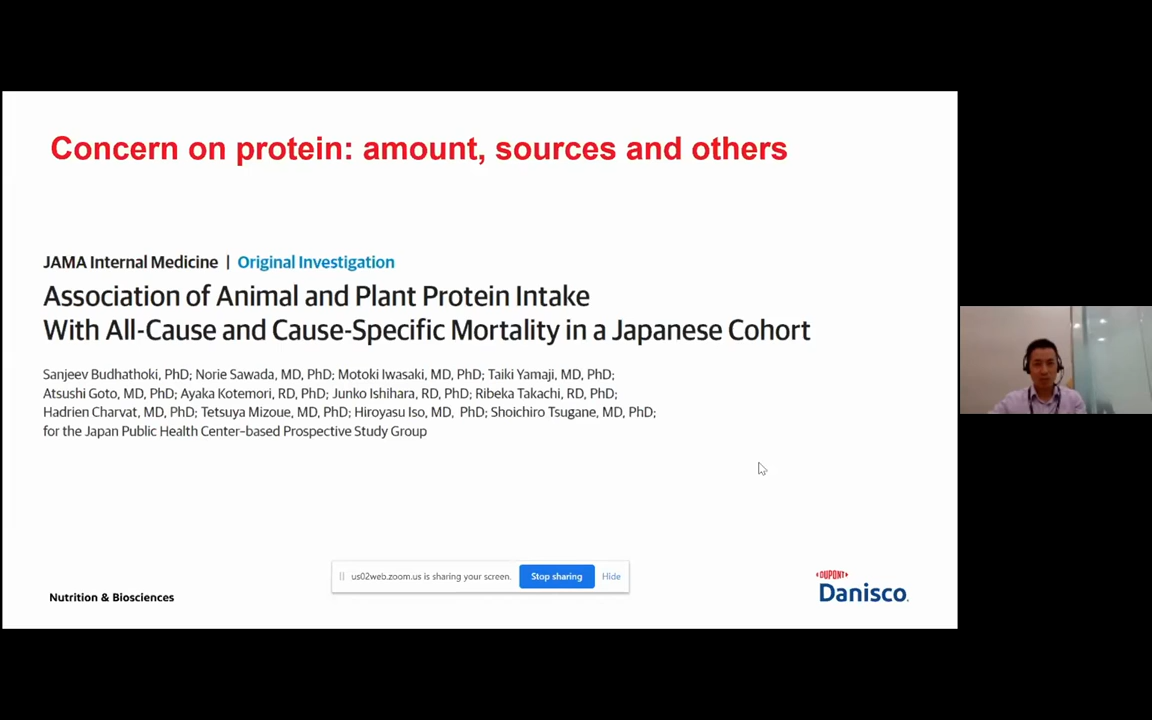 Concern on protein: amount, sources and others
JAMA Internal Medicine | Original Investigation
Association of Animal and Plant Protein Intake
With All-Cause and Cause-Specific Mortality in a Japanese Cohort
Sanjeev Budhathoki, PhD; Norie Sawada, MD, PhD; Motoki Iwasaki, MD, PhD; Taiki Yamaji, MD, PhD;
Atsushi Goto, MD, PhD; Ayaka Kotemori, RD, PhD; Junko Ishihara, RD, PhD; Ribeka Takachi, RD, PhD;
Hadrien Charvat, MD, PhD; Tetsuya Mizoue, MD, PhD; Hiroyasu Iso, MD, PhD; Shoichiro Tsugane, MD, PhD;
for the Japan Public Health Center–based Prospective Study Group
us02web.zoom.us is sharing your screen. Stop sharing Hide
Nutrition & Biosciences
DUPONT
Danisco.